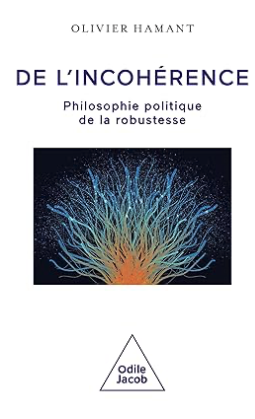 OLIVIER HAMANT
DE L'INCOHÉRENCE
Philosophie politique
de la robustesse
Odile
Jacob